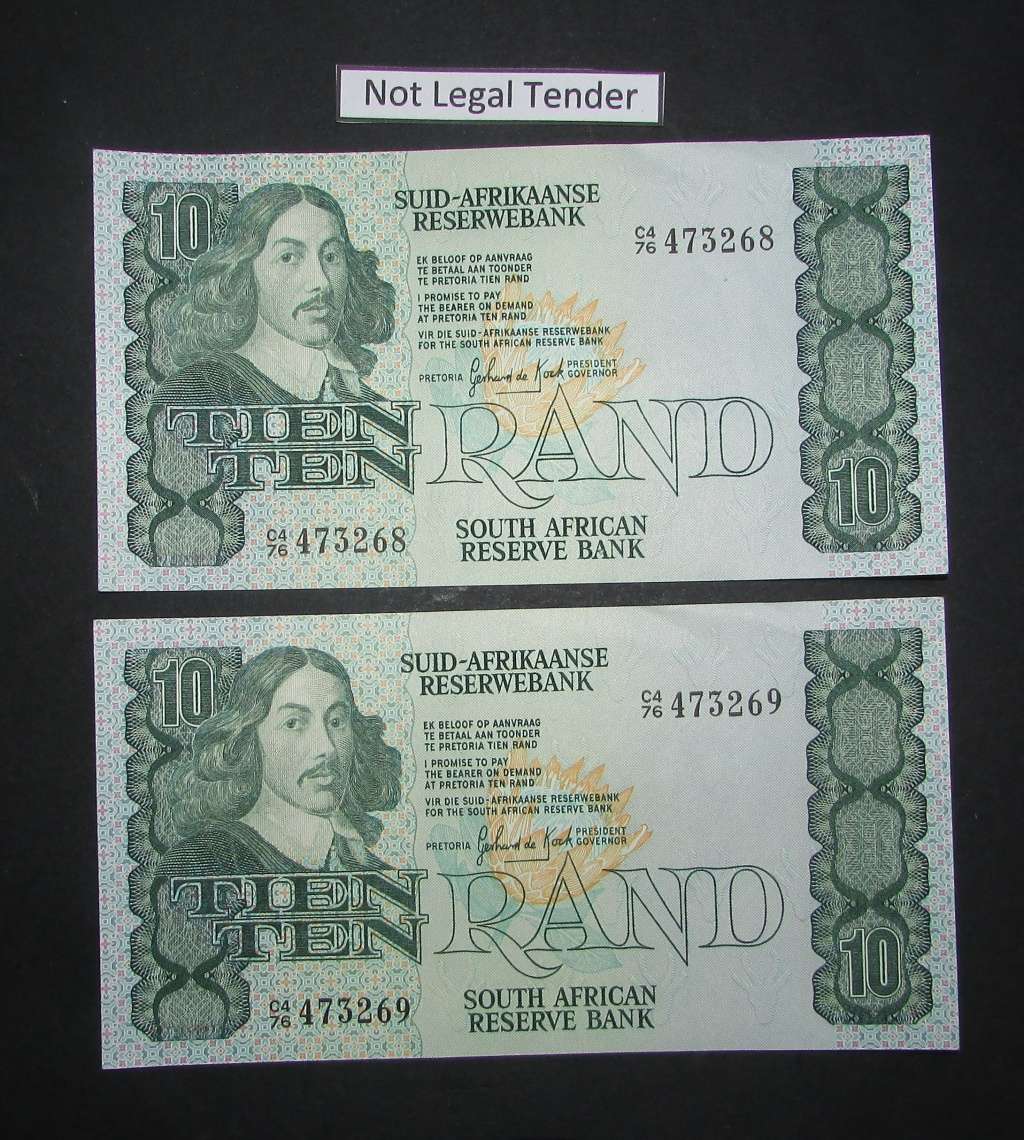 Not Legal Tender
10
SUID-AFRIKAANSE
RESERWEBANK
C4
76 473268
EK BELOOF OP AANVRAAG
TE BETAAL AAN TOONDER
TE PRETORIA TIEN RAND
I PROMISE TO PAY
THE BEARER ON DEMAND
AT PRETORIA TEN RAND
VIR DIE SUID-AFRIKAANSE RESERWEBANK
FOR THE SOUTH AFRICAN RESERVE BANK
PRETORIA Gerhard de Kock PRESIDENT
GOVERNOR
TIEN
TEN RAND
10
C4
76 473268
SOUTH AFRICAN
RESERVE BANK
10
SUID-AFRIKAANSE
RESERWEBANK
C4
76 473269
EK BELOOF OP AANVRAAG
TE BETAAL AAN TOONDER
TE PRETORIA TIEN RAND
I PROMISE TO PAY
THE BEARER ON DEMAND
AT PRETORIA TEN RAND
VIR DIE SUID-AFRIKAANSE RESERWEBANK
FOR THE SOUTH AFRICAN RESERVE BANK
PRETORIA Gerhard de Kock PRESIDENT
GOVERNOR
TIEN
TEN RAND
10
C4
76 473269
SOUTH AFRICAN
RESERVE BANK